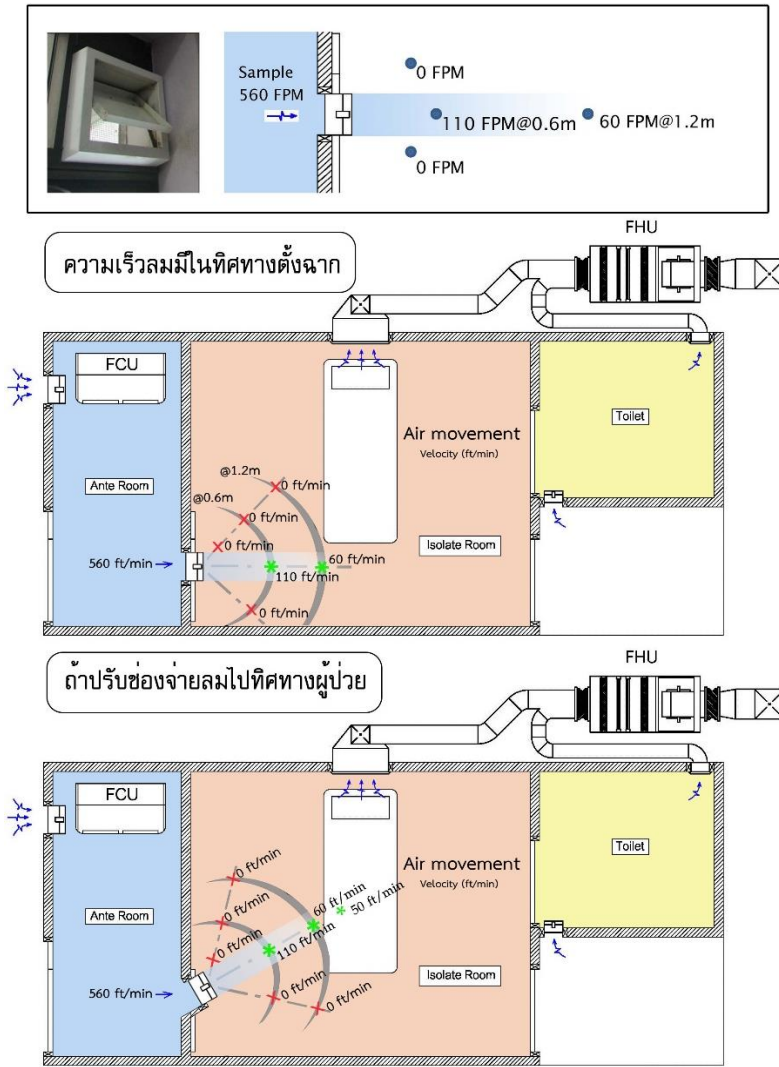 Sample
560 FPM
0 FPM
110 FPM@0.6m
60 FPM@1.2m
0 FPM
ความเร็วลมมีในทิศทางตั้งฉาก
FHU
FCU
Toilet
Air movement
Velocity (ft/min)
Ante Room
@1.2m
0 ft/min
@0.6m
0 ft/min
0 ft/min
Isolate Room
560 ft/min
60 ft/min
110 ft/min
0 ft/min
ถ้าปรับช่องจ่ายลมไปทิศทางผู้ป่วย
FHU
FCU
Toilet
Air movement
Velocity (ft/min)
0 ft/min
Ante Room
0 ft/min
60 ft/min
50 ft/min
0 ft/min
110 ft/min
Isolate Room
560 ft/min
0 ft/min
0 ft/min